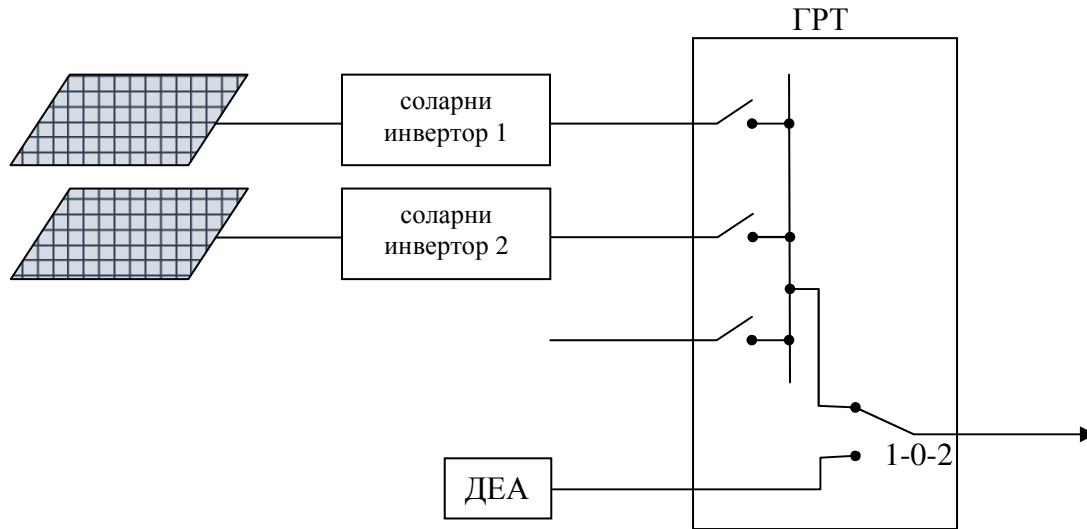 ГРТ
соларни
инвертор 1
соларни
инвертор 2
1-0-2
ДЕА